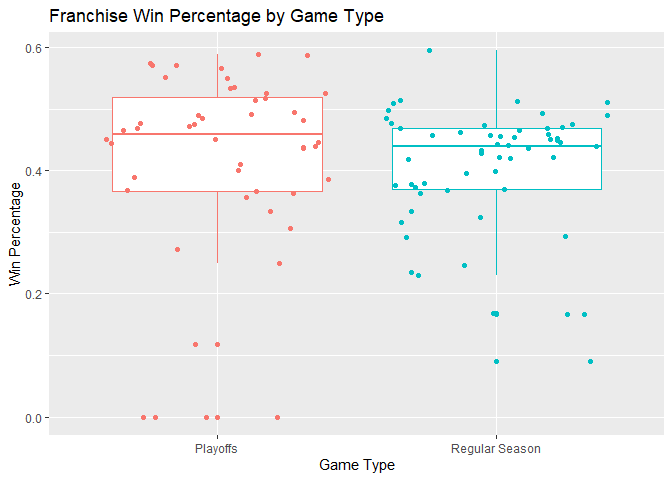 Franchise Win Percentage by Game Type
Win Percentage
0.6
0.4
0.2
0.0
Playoffs
Regular Season
Game Type